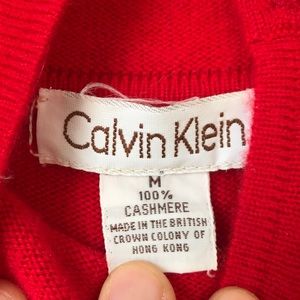 Calvin Klein
M
100%
CASHMERE
MADE IN THE BRITISH
CROWN COLONY OF
HONG KONG